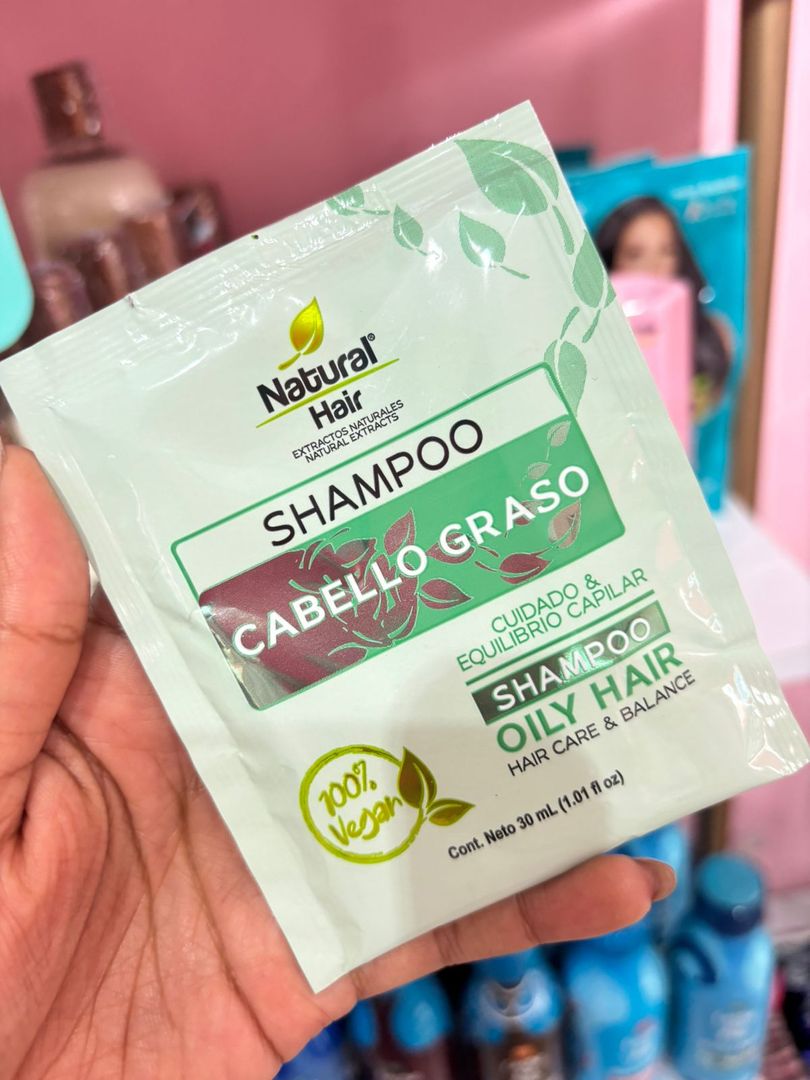 Natural®
Hair
EXTRACTOS NATURALES
NATURAL EXTRACTS
SHAMPOO
CABELLO GRASO
CUIDADO &
EQUILIBRIO CAPILAR
SHAMPOO
OILY HAIR
HAIR CARE & BALANCE
100%
Vegan
Cont. Neto 30 mL (1.01 fl oz)